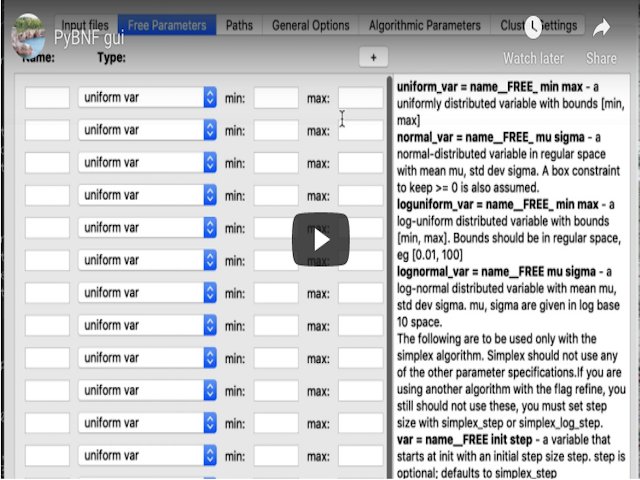 Input files Free Parameters Paths General Options Algorithmic Parameters Cluster Settings
PyBNF gui
Watch later Share
Name: Type: +
uniform var min: max:
uniform var min: max:
uniform var min: max:
uniform var min: max:
uniform var min: max:
uniform var min: max:
uniform var min: max:
uniform var min: max:
uniform var min: max:
uniform var min: max:
uniform var min: max:
uniform var min: max:
uniform_var = name__FREE_ min max - a
uniformly distributed variable with bounds [min,
max]
normal_var = name__FREE_ mu sigma - a
normal-distributed variable in regular space
with mean mu, std dev sigma. A box constraint
to keep >= 0 is also assumed.
loguniform_var = name__FREE_ min max - a
log-uniform distributed variable with bounds
[min, max]. Bounds should be in regular space,
eg [0.01, 100]
lognormal_var = name__FREE mu sigma - a
log-normal distributed variable with mean mu,
std dev sigma. mu, sigma are given in log base
10 space.
The following are to be used only with the
simplex algorithm. Simplex should not use any
of the other parameter specifications.If you are
using another algorithm with the flag refine, you
still should not use these, you must set step
size with simplex_step or simplex_log_step.
var = name__FREE init step - a variable that
starts at init with an initial step size step. step is
optional; defaults to simplex_step